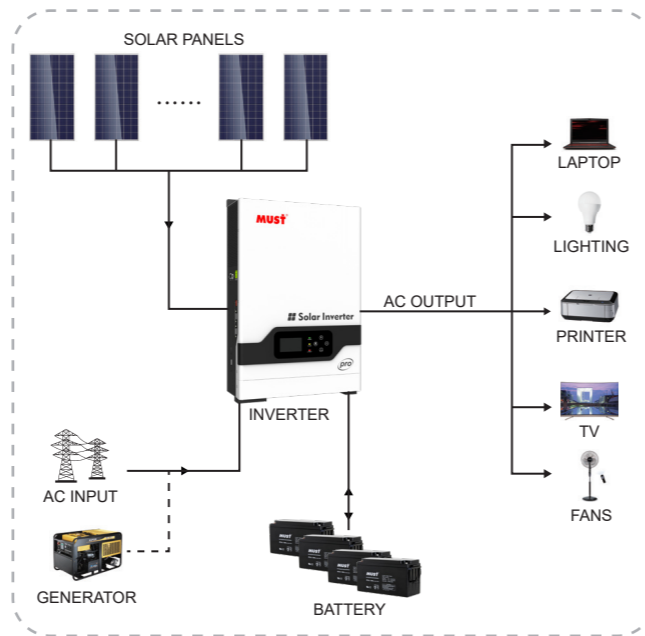 SOLAR PANELS
LAPTOP
LIGHTING
MUST
AC OUTPUT
Solar Inverter
PRINTER
pro
INVERTER
TV
AC INPUT
FANS
GENERATOR
MUST
MUST
MUST
MUST
BATTERY